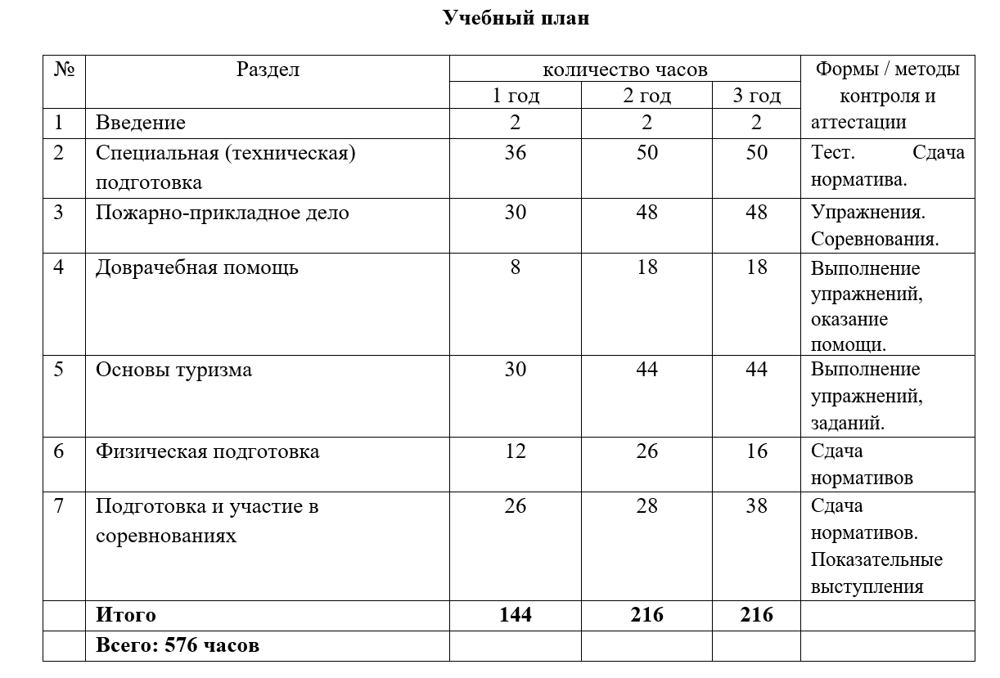 Учебный план
№ Раздел количество часов Формы / методы
1 год 2 год 3 год контроля и
1 Введение 2 2 2 аттестации
2 Специальная (техническая) 36 50 50 Тест. Сдача
подготовка норматива.
3 Пожарно-прикладное дело 30 48 48 Упражнения.
Соревнования.
4 Доврачебная помощь 8 18 18 Выполнение
упражнений,
оказание
помощи.
5 Основы туризма 30 44 44 Выполнение
упражнений,
заданий.
6 Физическая подготовка 12 26 16 Сдача
нормативов
7 Подготовка и участие в 26 28 38 Сдача
соревнованиях нормативов.
Показательные
выступления
Итого 144 216 216
Всего: 576 часов